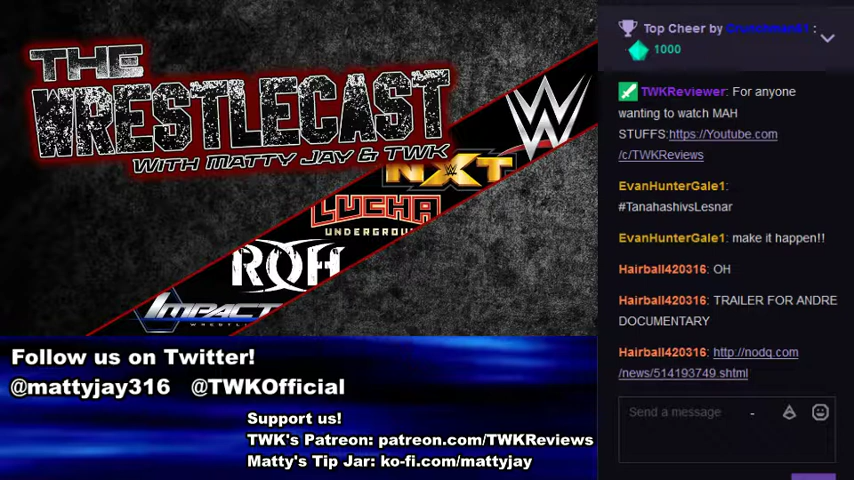 THE
WRESTLECAST
WITH MATTY JAY & TWK
W
NXT
LUCHA
UNDERGROU
ROH
IMPACT
WRESTLI
Follow us on Twitter!
@mattyjay316 @TWKOfficial
Support us!
TWK's Patreon: patreon.com/TWKReviews
Matty's Tip Jar: ko-fi.com/mattyjay
Top Cheer by :
1000
TWKReviewer: For anyone
wanting to watch MAH
STUFFS:https://Youtube.com
/c/TWKReviews
EvanHunterGale1:
#TanahashivsLesnar
EvanHunterGale1: make it happen!!
Hairball420316: OH
Hairball420316: TRAILER FOR ANDRE
DOCUMENTARY
Hairball420316: http://nodq.com
/news/514193749.shtml
Send a message